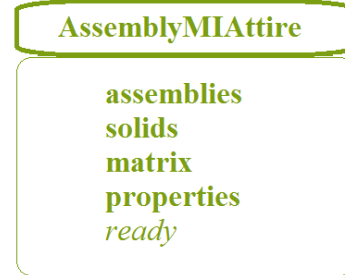 AssemblyMIAttire
assemblies
solids
matrix
properties
ready